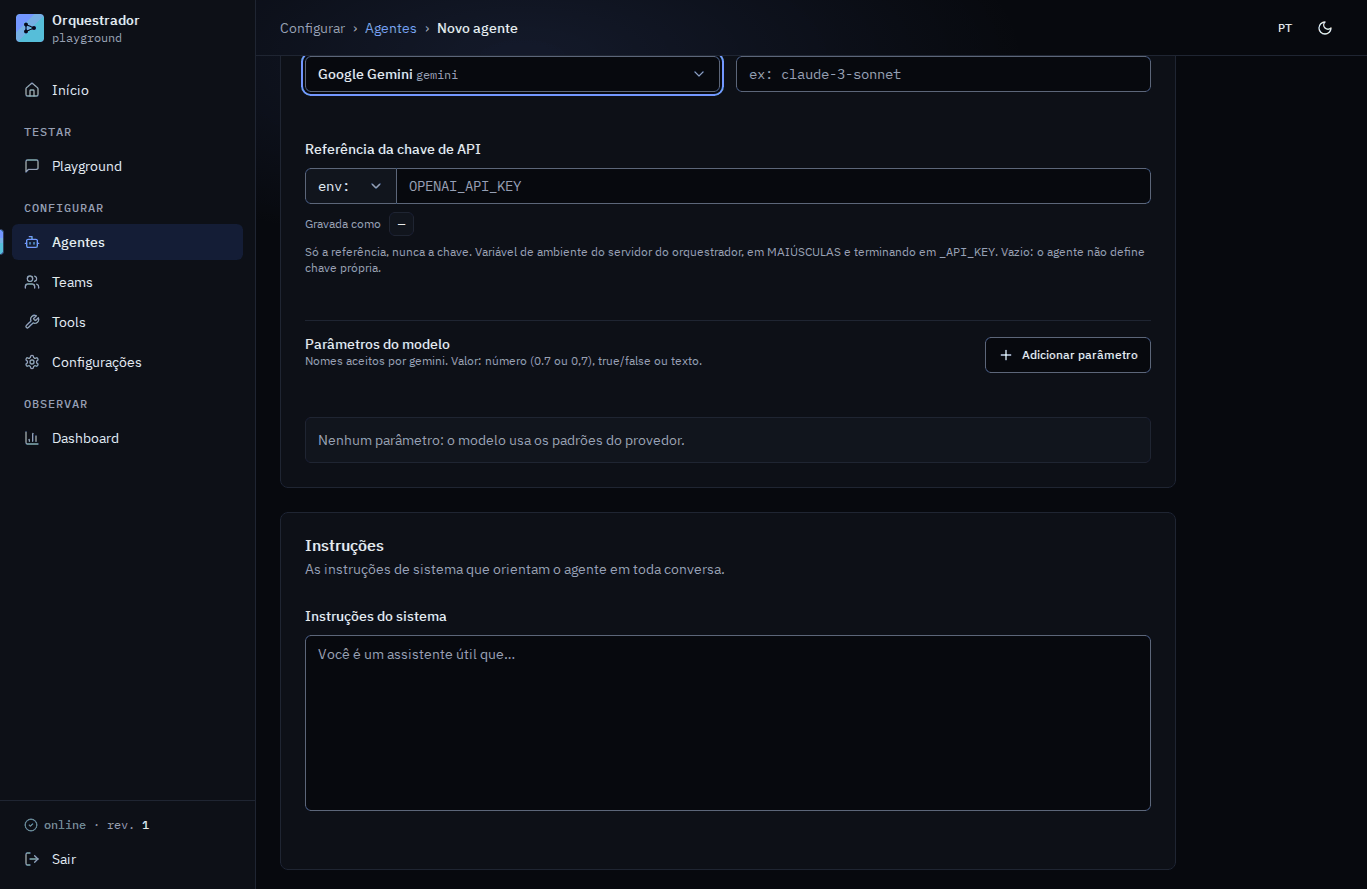 Orquestrador
playground
Início
TESTAR
Playground
CONFIGURAR
Agentes
Teams
Tools
Configurações
OBSERVAR
Dashboard
online · rev. 1
Sair
Configurar › Agentes › Novo agente
PT
Google Gemini gemini
ex: claude-3-sonnet
Referência da chave de API
env:
OPENAI_API_KEY
Gravada como —
Só a referência, nunca a chave. Variável de ambiente do servidor do orquestrador, em MAIÚSCULAS e terminando em _API_KEY. Vazio: o agente não define
chave própria.
Parâmetros do modelo
Nomes aceitos por gemini. Valor: número (0.7 ou 0,7), true/false ou texto.
Adicionar parâmetro
Nenhum parâmetro: o modelo usa os padrões do provedor.
Instruções
As instruções de sistema que orientam o agente em toda conversa.
Instruções do sistema
Você é um assistente útil que...